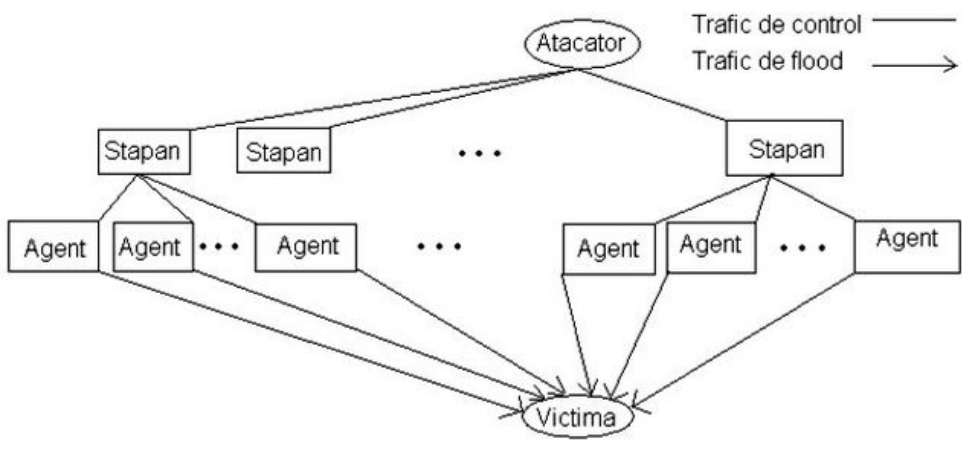 Atacator
Trafic de control
Trafic de flood
Stapan
Stapan
...
Stapan
Agent
Agent
...
Agent
...
Agent
Agent
...
Agent
Victima